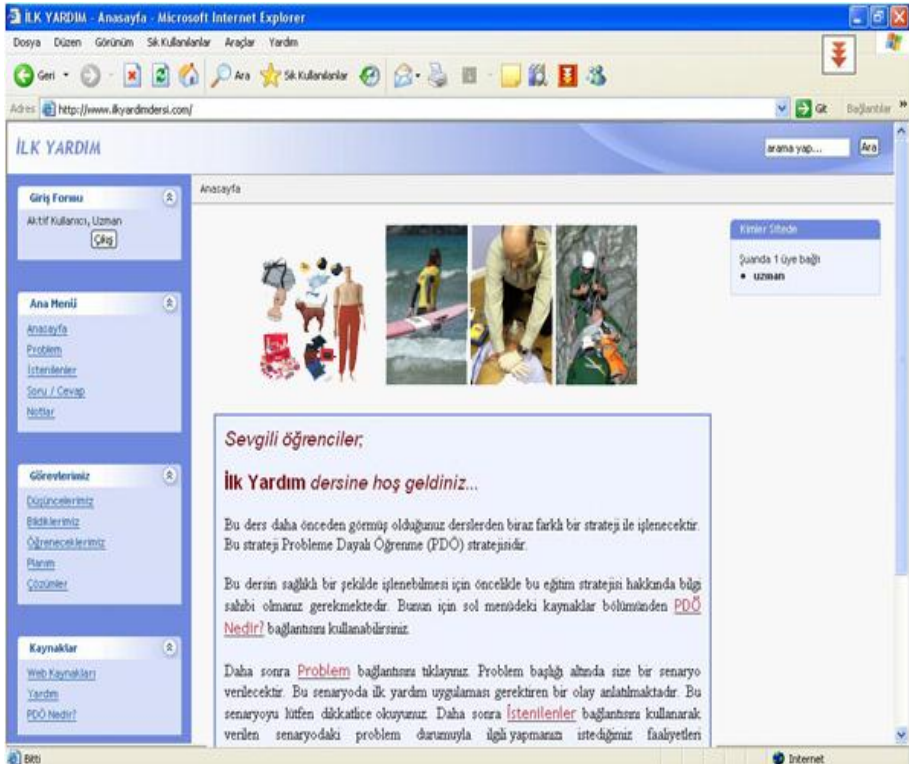 İLK YARDIM - Anasayfa - Microsoft Internet Explorer
Dosya Düzen Görünüm Sık Kullanılanlar Araçlar Yardım
Geri Ara Sık Kullanılanlar
Adres http://www.ilkyardimdersi.com/ Git Bağlantılar
İLK YARDIM
arama yap... Ara
Giriş Formu
Aktif Kullanıcı, Uzman
Çıkış
Ana Menü
Anasayfa
Problem
İstenilenler
Soru / Cevap
Notlar
Görevlerimiz
Düşüncelerimiz
Bildiklerimiz
Öğreneceklerimiz
Planım
Çözümler
Kaynaklar
Web Kaynakları
Yardım
PDÖ Nedir?
Anasayfa
Sevgili öğrenciler;
İlk Yardım dersine hoş geldiniz...
Bu ders daha önceden görmüş olduğunuz derslerden biraz farklı bir strateji ile işlenecektir.
Bu strateji Probleme Dayalı Öğrenme (PDÖ) stratejisidir.
Bu dersin sağlıklı bir şekilde işlenebilmesi için öncelikle bu eğitim stratejisi hakkında bilgi
sahibi olmanız gerekmektedir. Bunun için sol menüdeki kaynaklar bölümünden PDÖ
Nedir? bağlantısını kullanabilirsiniz.
Daha sonra Problem bağlantısını tıklayınız. Problem başlığı altında size bir senaryo
verilecektir. Bu senaryoda ilk yardım uygulaması gerektiren bir olay anlatılmaktadır. Bu
senaryoyu lütfen dikkatlice okuyunuz. Daha sonra İstenilenler bağlantısını kullanarak
verilen senaryodaki problem durumuyla ilgili yapmanızı istediğimiz faaliyetleri
Kimler Sitede
Şuanda 1 üye bağlı
uzman
Bitti
Internet